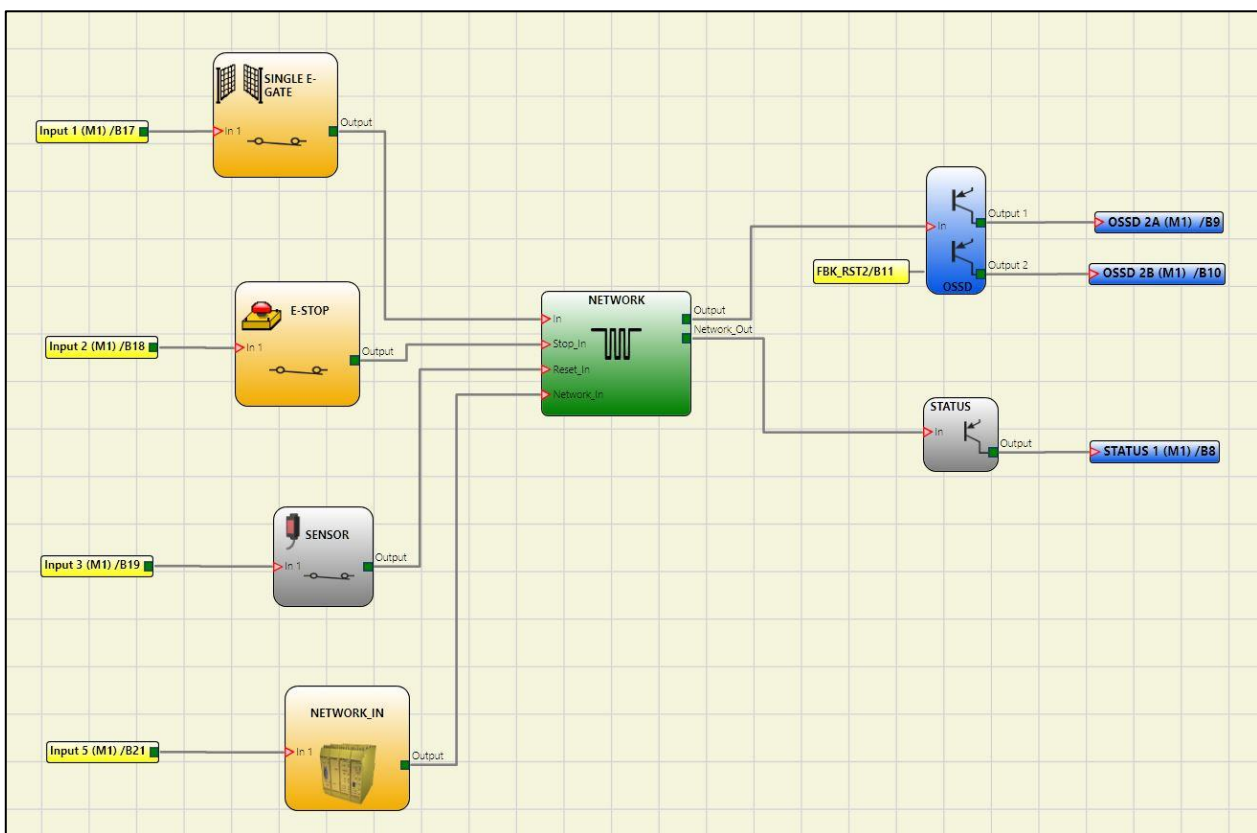 SINGLE E-
GATE
Input 1 (M1) /B17
In 1
Output
E-STOP
Input 2 (M1) /B18
In 1
Output
SENSOR
Input 3 (M1) /B19
In 1
Output
NETWORK_IN
Input 5 (M1) /B21
In 1
Output
NETWORK
In
Stop_In
Reset_In
Network_In
Output
Network_Out
In
Output 1
Output 2
OSSD
FBK_RST2/B11
OSSD 2A (M1) /B9
OSSD 2B (M1) /B10
STATUS
In
Output
STATUS 1 (M1) /B8